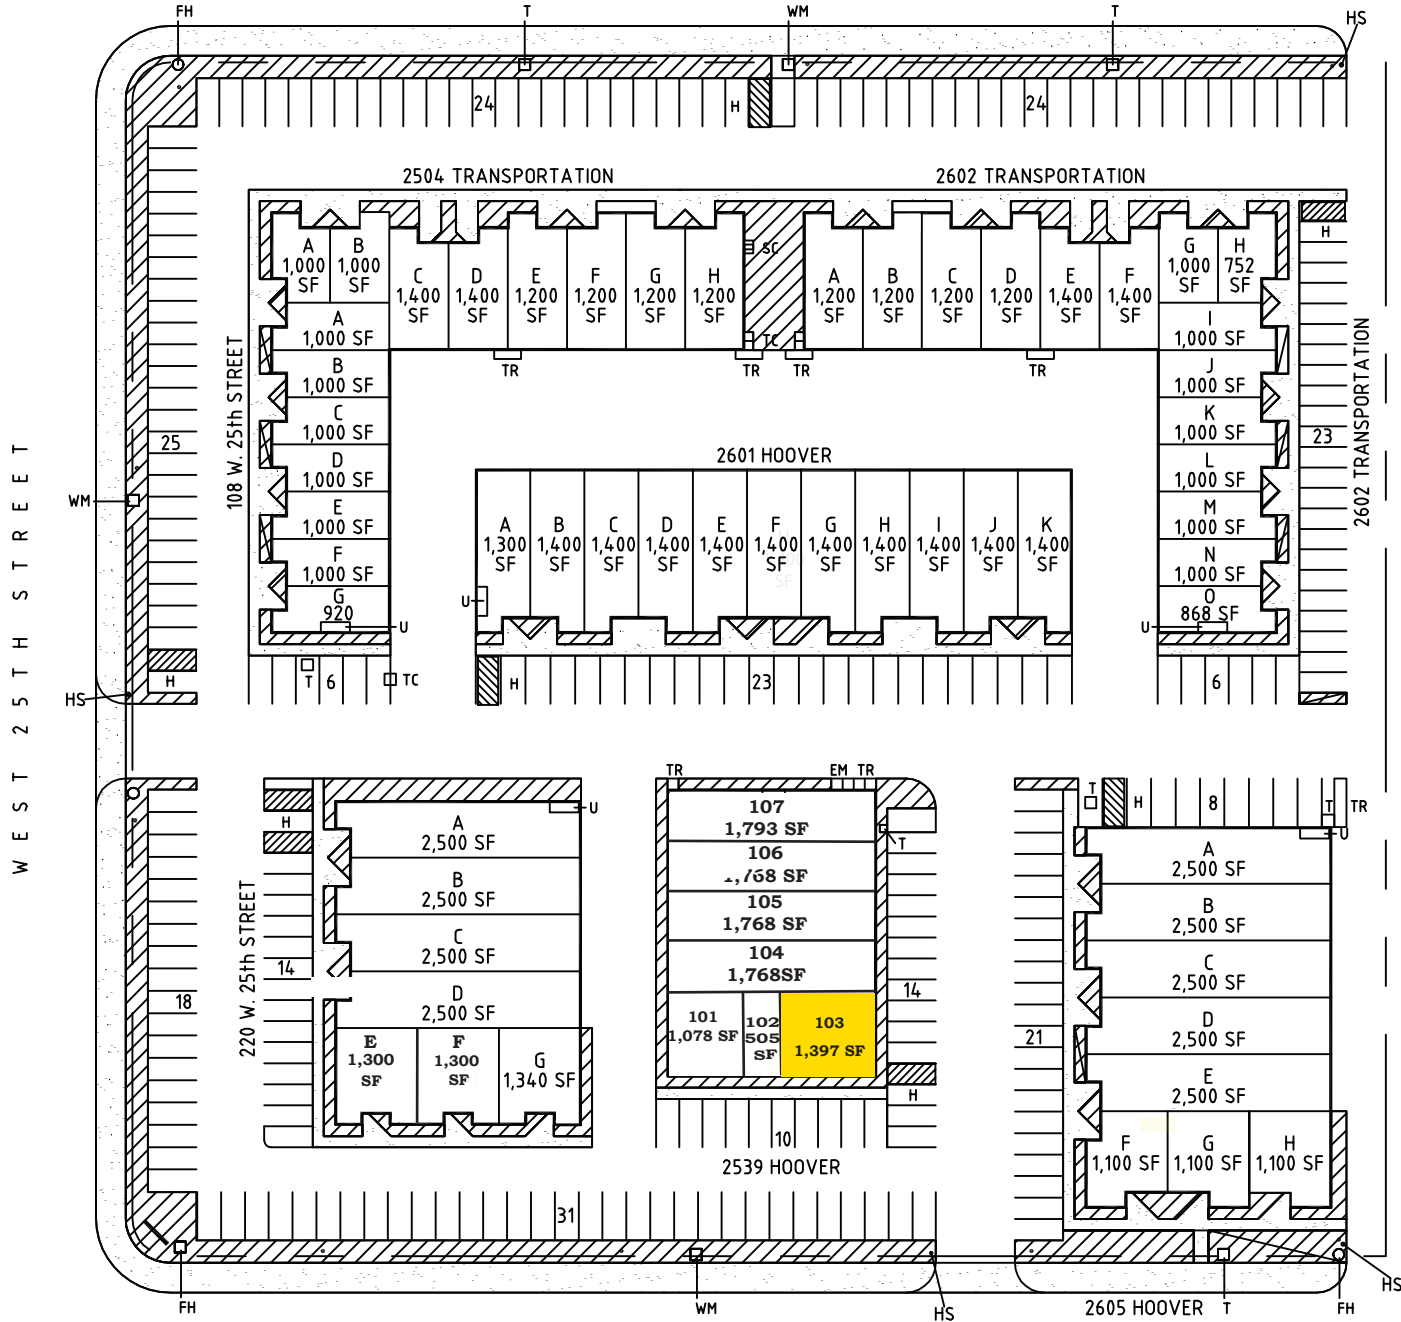 FH
T
WM
T
HS
24
H
24
2504 TRANSPORTATION
2602 TRANSPORTATION
A
1,000
SF
B
1,000
SF
C
1,400
SF
D
1,400
SF
E
1,200
SF
F
1,200
SF
G
1,200
SF
H
1,200
SF
SC
TC
A
1,200
SF
B
1,200
SF
C
1,200
SF
D
1,200
SF
E
1,400
SF
F
1,400
SF
G
1,000
SF
H
752
SF
H
TR
TR
TR
TR
108 W. 25th STREET
A
1,000 SF
B
1,000 SF
C
1,000 SF
D
1,000 SF
E
1,000 SF
F
1,000 SF
G
920
U
I
1,000 SF
J
1,000 SF
K
1,000 SF
L
1,000 SF
M
1,000 SF
N
1,000 SF
O
868 SF
U
23
2602 TRANSPORTATION
25
WM
WEST 25TH STREET
2601 HOOVER
A
1,300
SF
B
1,400
SF
C
1,400
SF
D
1,400
SF
E
1,400
SF
F
1,400
SF
G
1,400
SF
H
1,400
SF
I
1,400
SF
J
1,400
SF
K
1,400
SF
U
H
HS
T
6
TC
H
23
6
TR
EM
TR
H
U
220 W. 25th STREET
14
18
A
2,500 SF
B
2,500 SF
C
2,500 SF
D
2,500 SF
E
1,300
SF
F
1,300
SF
G
1,340 SF
107
1,793 SF
106
1,768 SF
105
1,768 SF
104
1,768SF
101
1,078 SF
102
505
SF
103
1,397 SF
T
14
H
10
2539 HOOVER
31
T
H
8
T
TR
U
21
A
2,500 SF
B
2,500 SF
C
2,500 SF
D
2,500 SF
E
2,500 SF
F
1,100 SF
G
1,100 SF
H
1,100 SF
FH
WM
HS
2605 HOOVER
T
FH
HS